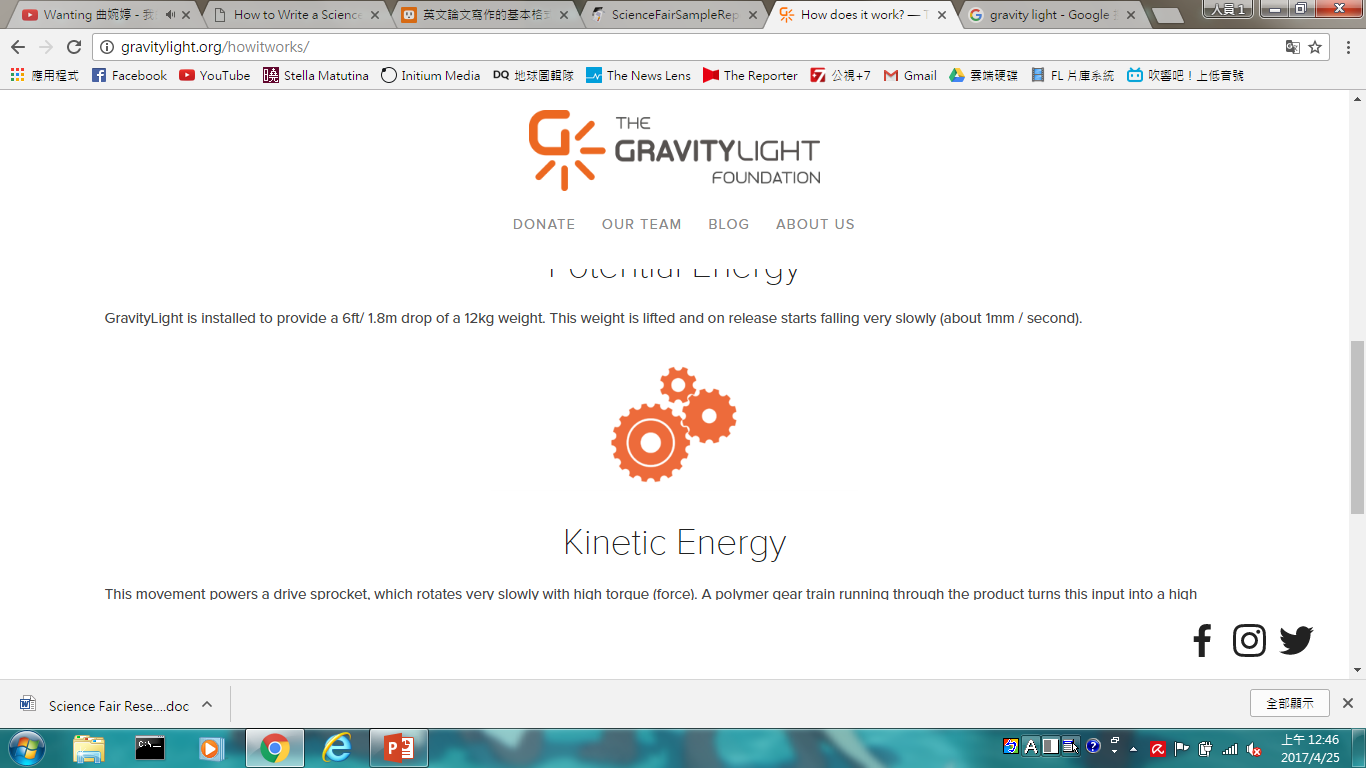 Wanting 曲婉婷 - 我
How to Write a Science
英文論文寫作的基本格式
ScienceFairSampleRep
How does it work? — T
gravity light - Google
人員 1
gravitylight.org/howitworks/
應用程式
Facebook
YouTube
Stella Matutina
Initium Media
DQ 地球圖輯隊
The News Lens
The Reporter
公視+7
Gmail
雲端硬碟
FL 片庫系統
吹響吧！上低音號
THE
GRAVITYLIGHT
FOUNDATION
DONATE
OUR TEAM
BLOG
ABOUT US
Potential Energy
GravityLight is installed to provide a 6ft/ 1.8m drop of a 12kg weight. This weight is lifted and on release starts falling very slowly (about 1mm / second).
Kinetic Energy
This movement powers a drive sprocket, which rotates very slowly with high torque (force). A polymer gear train running through the product turns this input into a high
Science Fair Rese....doc
全部顯示
上午 12:46
2017/4/25